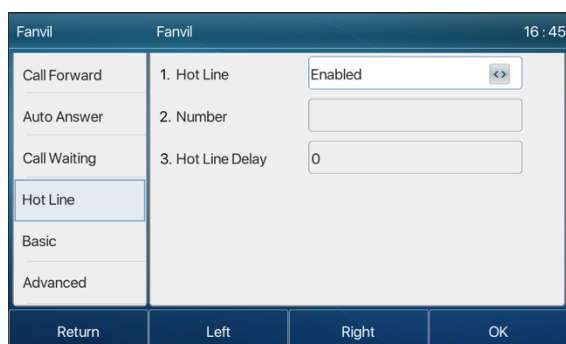 Fanvil Fanvil 16:45
Call Forward
Auto Answer
Call Waiting
Hot Line
Basic
Advanced
1. Hot Line Enabled
2. Number
3. Hot Line Delay 0
Return Left Right OK